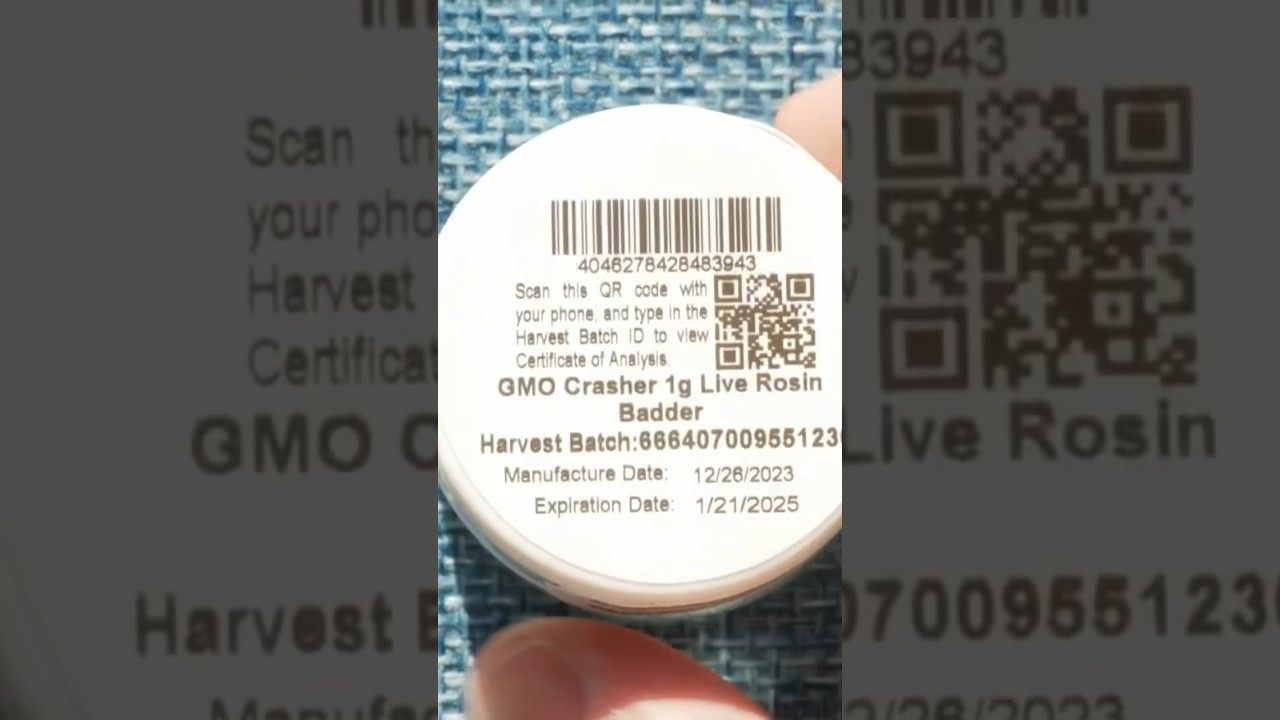 4046278428483943
Scan this QR code with
your phone, and type in the
Harvest Batch ID to view
Certificate of Analysis.
GMO Crasher 1g Live Rosin
Badder
Harvest Batch:66640700955123
Manufacture Date: 12/26/2023
Expiration Date: 1/21/2025